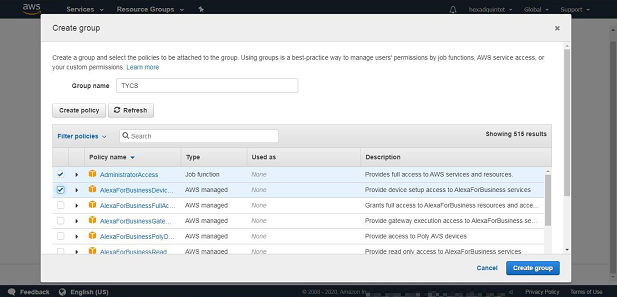 aws Services Resource Groups hexadquintot Global Support
Create group ×
Create a group and select the policies to be attached to the group. Using groups is a best-practice way to manage users' permissions by job functions, AWS service access, or
your custom permissions. Learn more
Group name TYCS
Create policy Refresh
Filter policies Search Showing 515 results
Policy name Type Used as Description
AdministratorAccess Job function None Provides full access to AWS services and resources.
AlexaForBusinessDevic... AWS managed None Provide device setup access to AlexaForBusiness services
AlexaForBusinessFullAc... AWS managed None Grants full access to AlexaForBusiness resources and acce...
AlexaForBusinessGate... AWS managed None Provide gateway execution access to AlexaForBusiness se...
AlexaForBusinessPolyD... AWS managed None Provide access to Poly AVS devices
AlexaForBusinessRead AWS managed None Provide read only access to AlexaForBusiness services
Cancel Create group
Feedback English (US) © 2008 - 2020, Amazon Privacy Policy Terms of Use